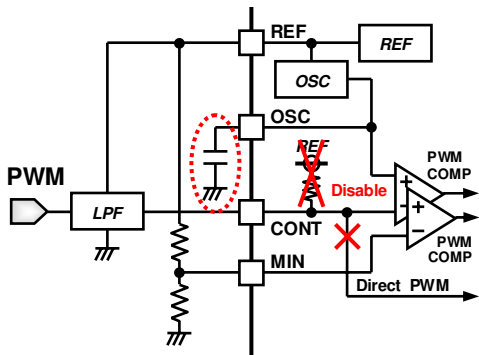 REF
REF
OSC
OSC
REF
PWM
COMP
PWM
Disable
LPF
CONT
PWM
COMP
MIN
Direct PWM